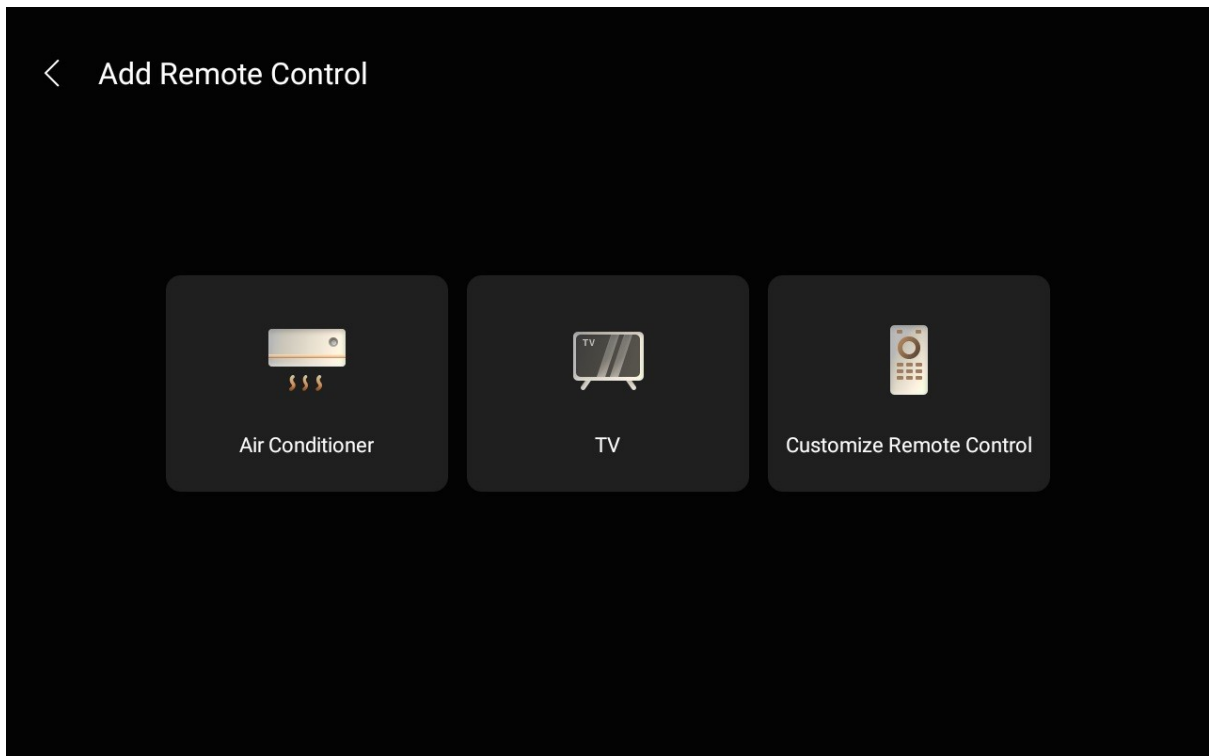 Add Remote Control
TV
Air Conditioner
TV
Customize Remote Control